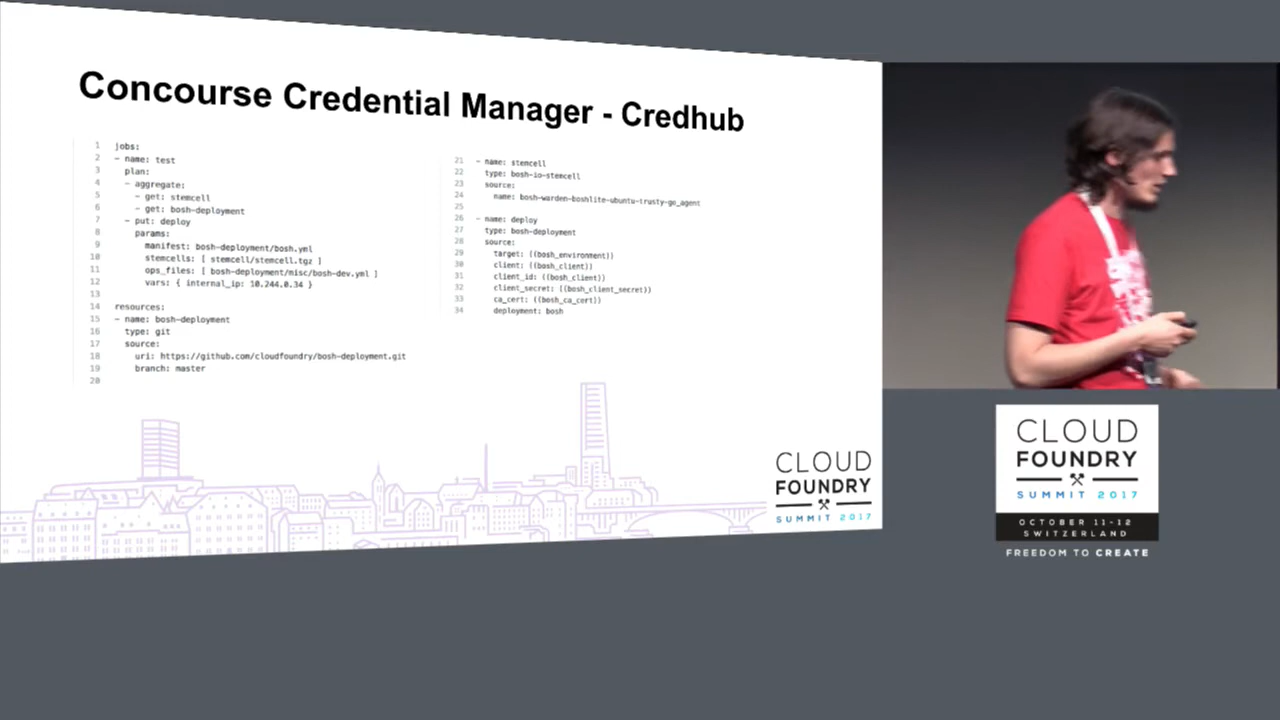 Concourse Credential Manager - Credhub
1 jobs:
2 - name: test
3 plan:
4 - aggregate:
5 - get: stemcell
6 - get: bosh-deployment
7 - put: deploy
8 params:
9 manifest: bosh-deployment/bosh.yml
10 stemcells: [ stemcell/stemcell.tgz ]
11 ops_files: [ bosh-deployment/misc/bosh-dev.yml ]
12 vars: { internal_ip: 10.244.0.34 }
13
14 resources:
15 - name: bosh-deployment
16 type: git
17 source:
18 uri: https://github.com/cloudfoundry/bosh-deployment.git
19 branch: master
20
21 - name: stemcell
22 type: bosh-io-stemcell
23 source:
24 name: bosh-warden-boshlite-ubuntu-trusty-go_agent
25
26 - name: deploy
27 type: bosh-deployment
28 source:
29 target: ((bosh_environment))
30 client: ((bosh_client))
31 client_id: ((bosh_client))
32 client_secret: ((bosh_client_secret))
33 ca_cert: ((bosh_ca_cert))
34 deployment: bosh
CLOUD
FOUNDRY
SUMMIT 2017
CLOUD
FOUNDRY
SUMMIT 2017
OCTOBER 11-12
SWITZERLAND
FREEDOM TO CREATE